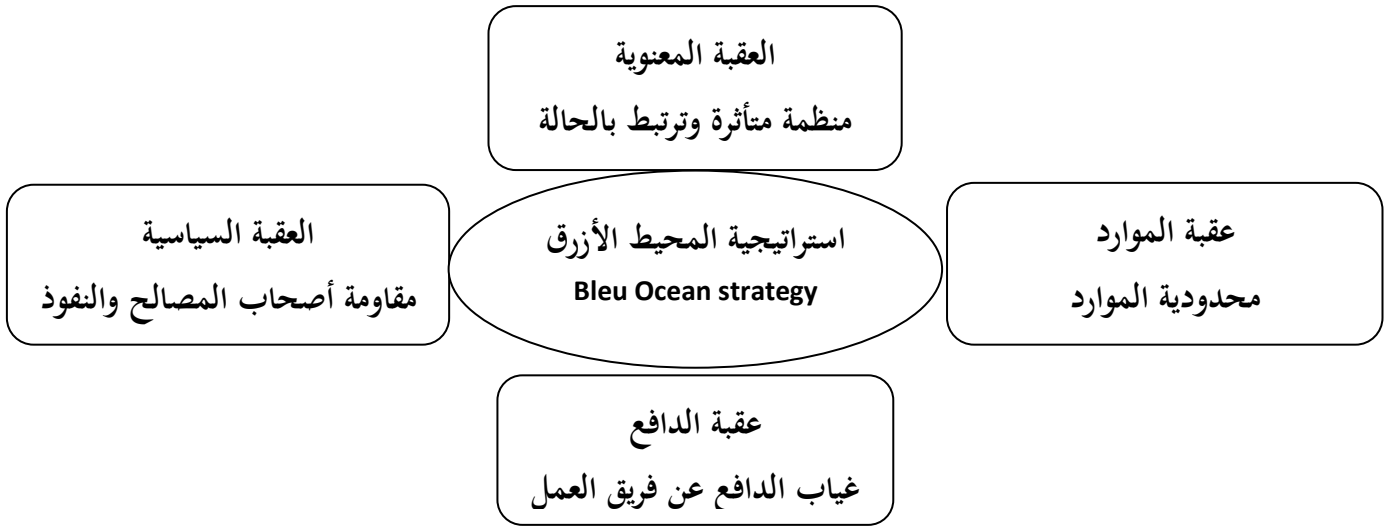 العقبة المعنوية
منظمة متأثرة وترتبط بالحالة
عقبة الموارد
محدودية الموارد
استراتيجية المحيط الأزرق
Bleu Ocean strategy
العقبة السياسية
مقاومة أصحاب المصالح والنفوذ
عقبة الدافع
غياب الدافع عن فريق العمل